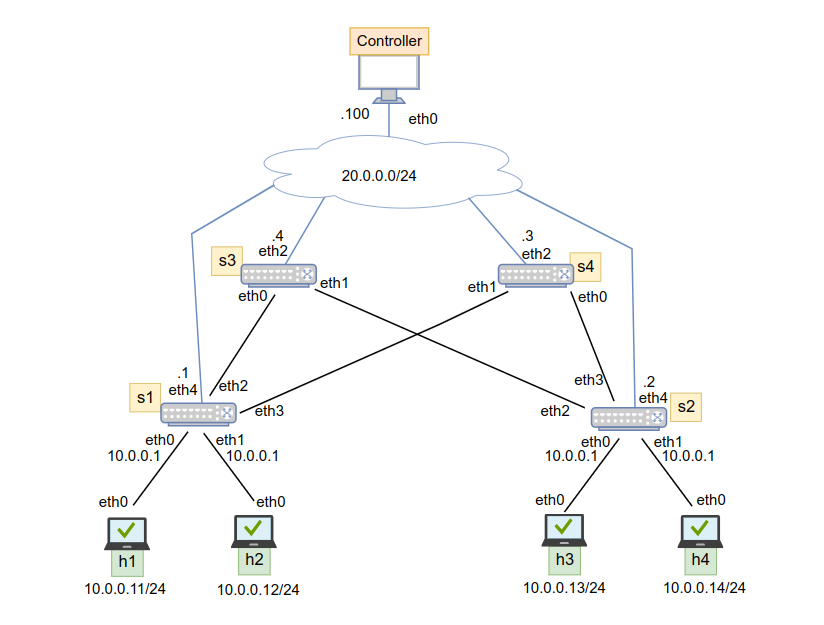 Controller
.100
eth0
20.0.0.0/24
.4
eth2
s3
eth0
eth1
.3
eth2
s4
eth1
eth0
.1
eth4
eth2
s1
eth3
eth0
eth1
10.0.0.1
10.0.0.1
eth3
.2
eth4
s2
eth2
eth0
eth1
10.0.0.1
10.0.0.1
eth0
eth0
eth0
eth0
h1
h2
h3
h4
10.0.0.11/24
10.0.0.12/24
10.0.0.13/24
10.0.0.14/24